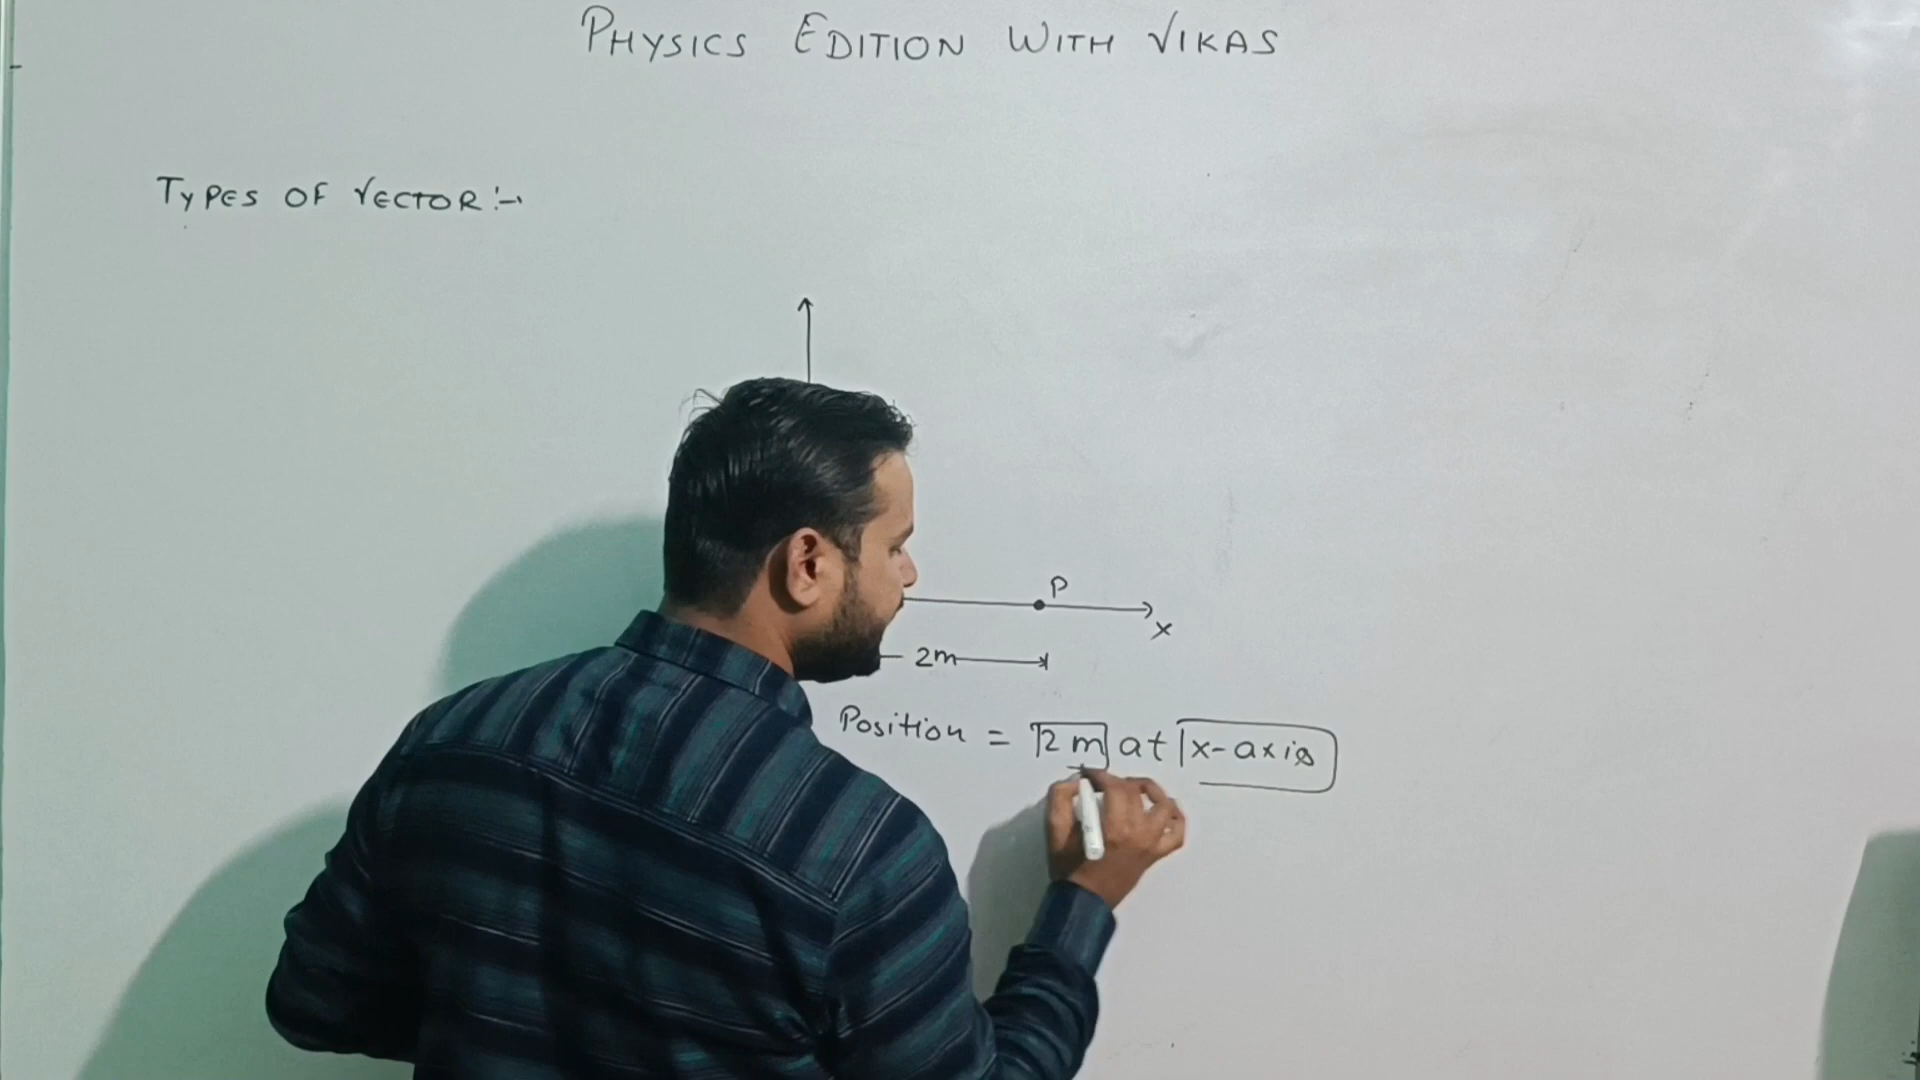 PHYSICS EDITION WITH VIKAS
TYPES OF VECTOR :-
P
x
2m
Position = 2 m at x-axis